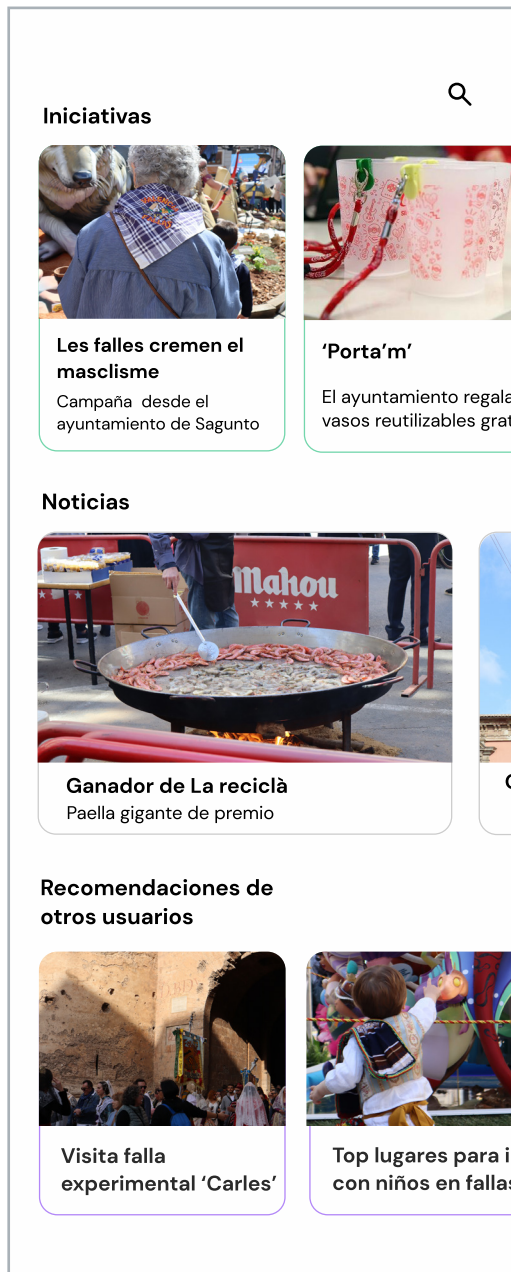 Iniciativas
Les falles cremen el
masclisme
Campaña desde el
ayuntamiento de Sagunto
‘Porta’m’
El ayuntamiento regala
vasos reutilizables grat
Noticias
Mahou
Ganador de La reciclà
Paella gigante de premio
Recomendaciones de
otros usuarios
Visita falla
experimental ‘Carles’
Top lugares para i
con niños en fallas